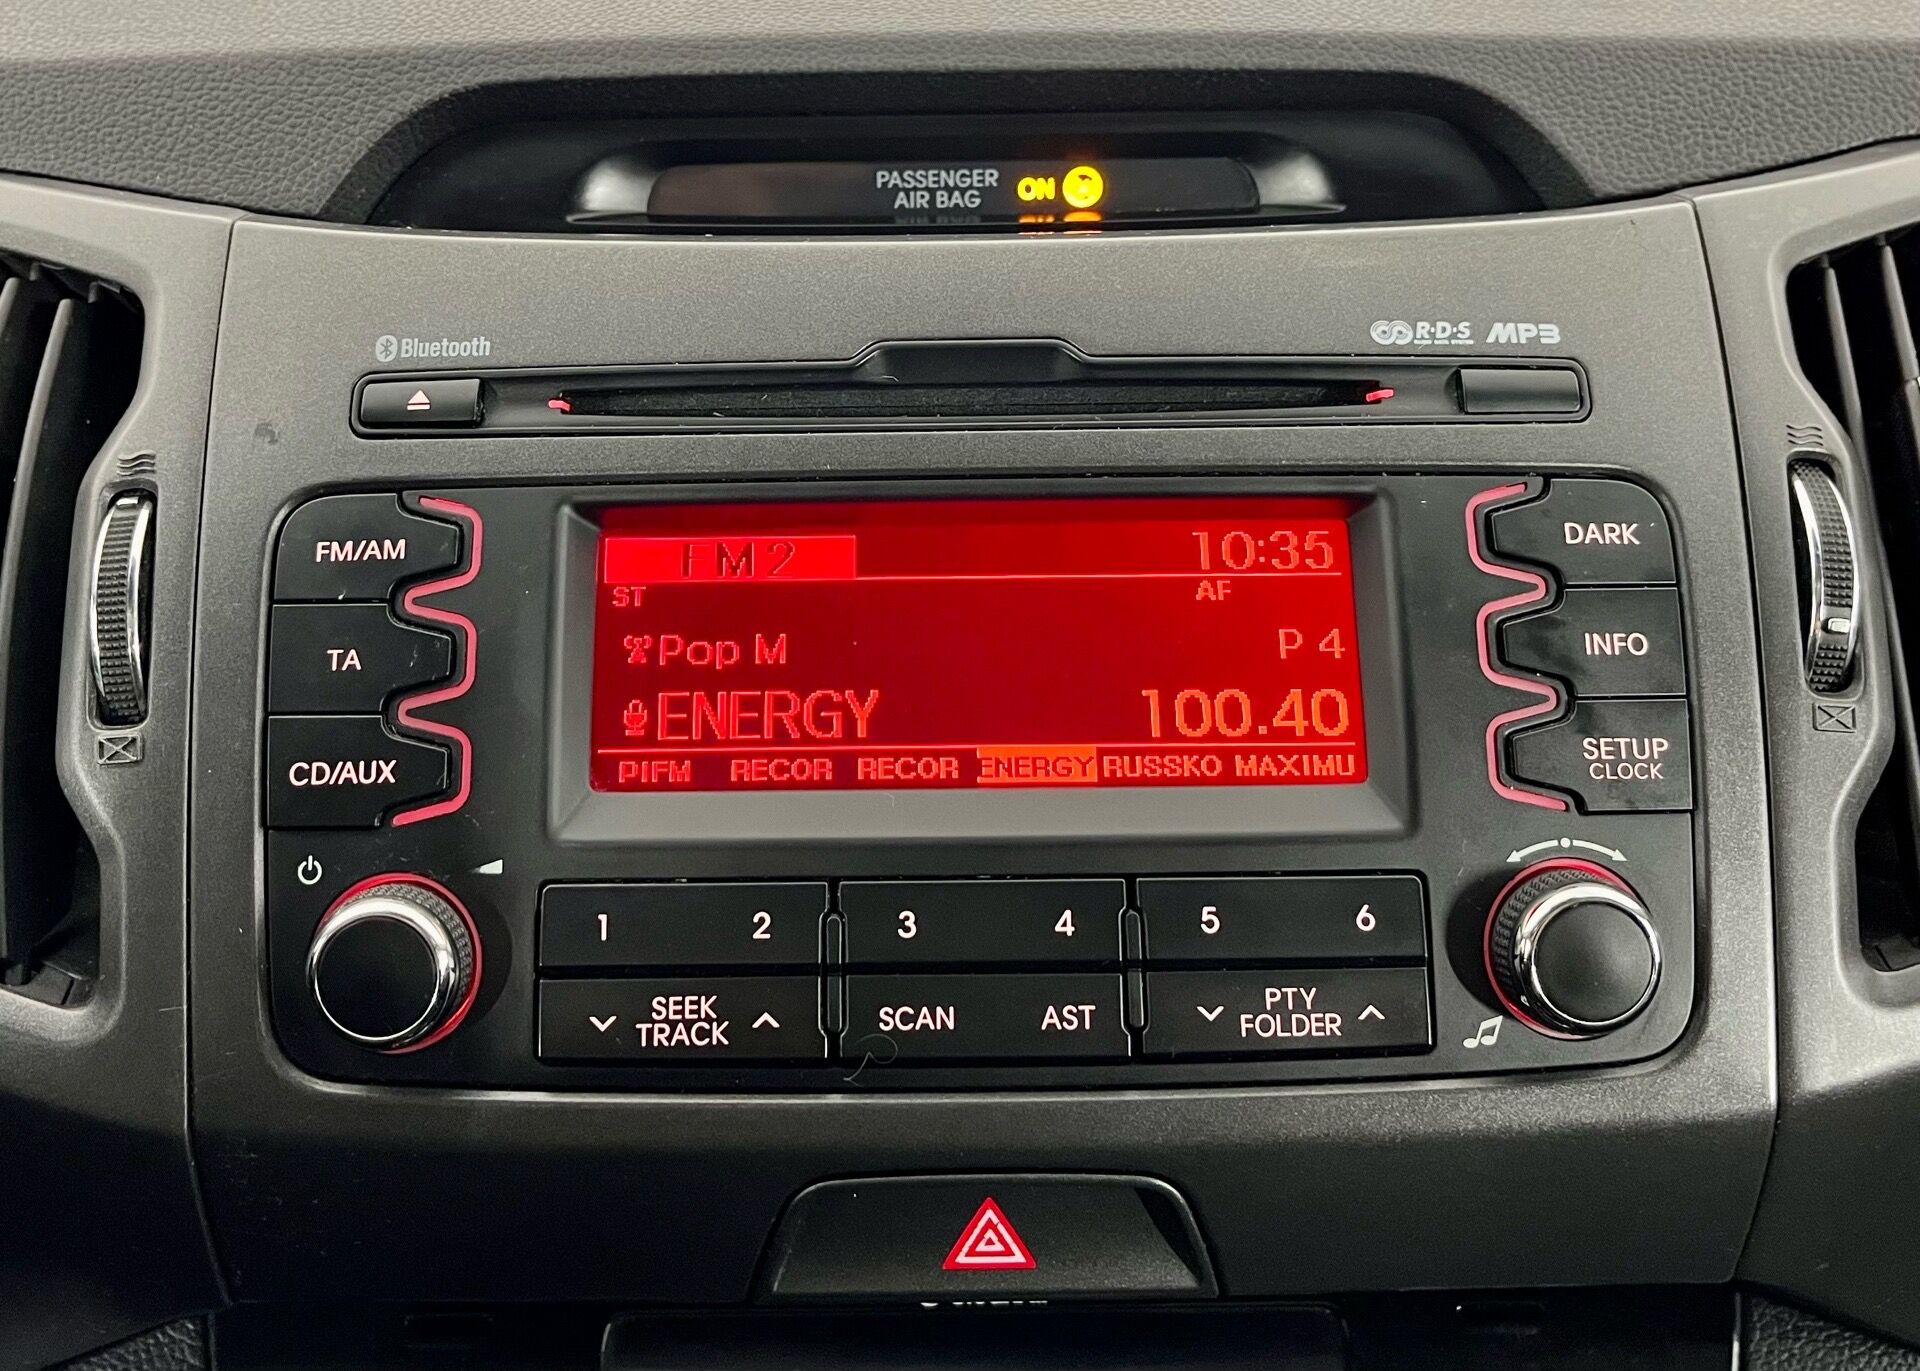 PASSENGER
AIR BAG ON
Bluetooth
R·D·S MP3
FM/AM
TA
CD/AUX
FM2 10:35
ST AF
Pop M P 4
ENERGY 100.40
PIFM RECOR RECOR ENERGY RUSSKO MAXIMU
DARK
INFO
SETUP
CLOCK
1 2 3 4 5 6
SEEK
TRACK
SCAN AST
PTY
FOLDER